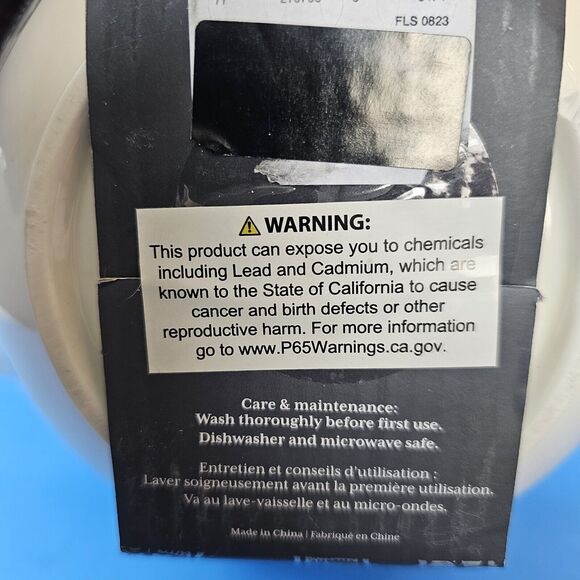 FLS 0823
WARNING:
This product can expose you to chemicals
including Lead and Cadmium, which are
known to the State of California to cause
cancer and birth defects or other
reproductive harm. For more information
go to www.P65Warnings.ca.gov.
Care & maintenance:
Wash thoroughly before first use.
Dishwasher and microwave safe.
Entretien et conseils d'utilisation :
Laver soigneusement avant la première utilisation.
Va au lave-vaisselle et au micro-ondes.
Made in China | Fabriqué en Chine